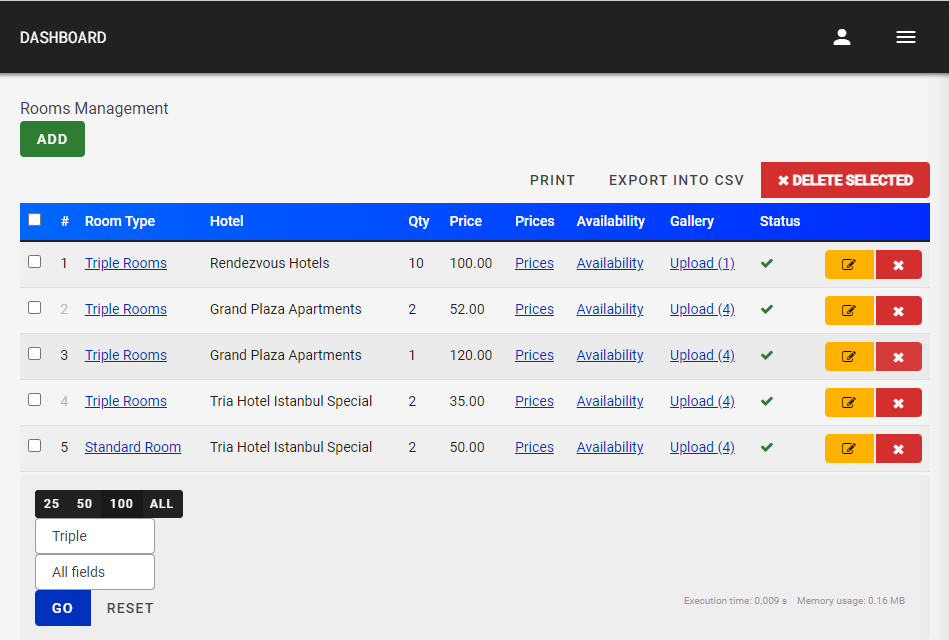 DASHBOARD
Rooms Management
ADD
PRINT EXPORT INTO CSV ✖ DELETE SELECTED
# Room Type Hotel Qty Price Prices Availability Gallery Status
1 Triple Rooms Rendezvous Hotels 10 100.00 Prices Availability Upload (1)
2 Triple Rooms Grand Plaza Apartments 2 52.00 Prices Availability Upload (4)
3 Triple Rooms Grand Plaza Apartments 1 120.00 Prices Availability Upload (4)
4 Triple Rooms Tria Hotel Istanbul Special 2 35.00 Prices Availability Upload (4)
5 Standard Room Tria Hotel Istanbul Special 2 50.00 Prices Availability Upload (4)
25 50 100 ALL
Triple
All fields
GO RESET
Execution time: 0.009 s Memory usage: 0.16 MB